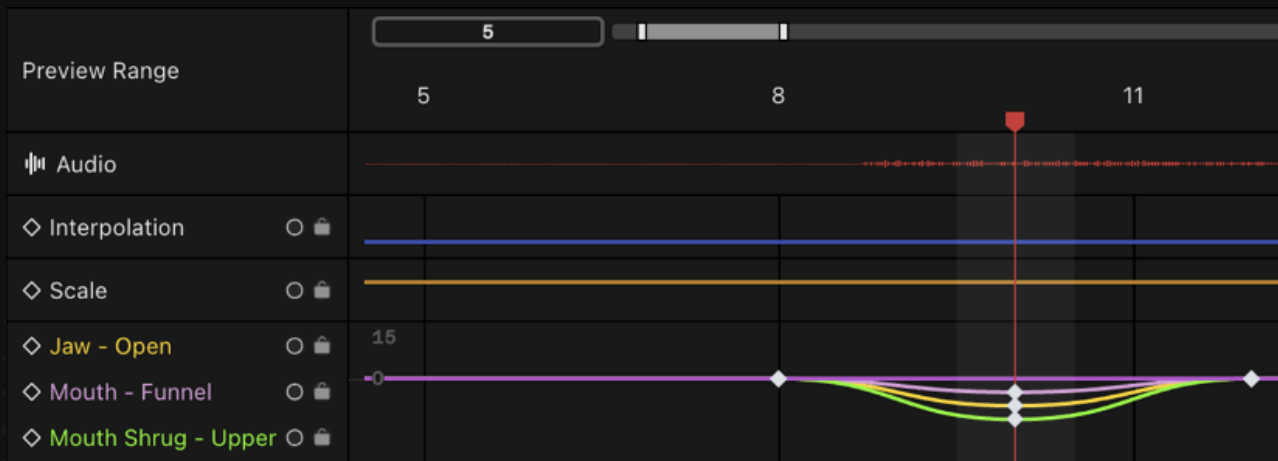 5
Preview Range
5 8 11
Audio
Interpolation
Scale
15
Jaw - Open
0
Mouth - Funnel
Mouth Shrug - Upper